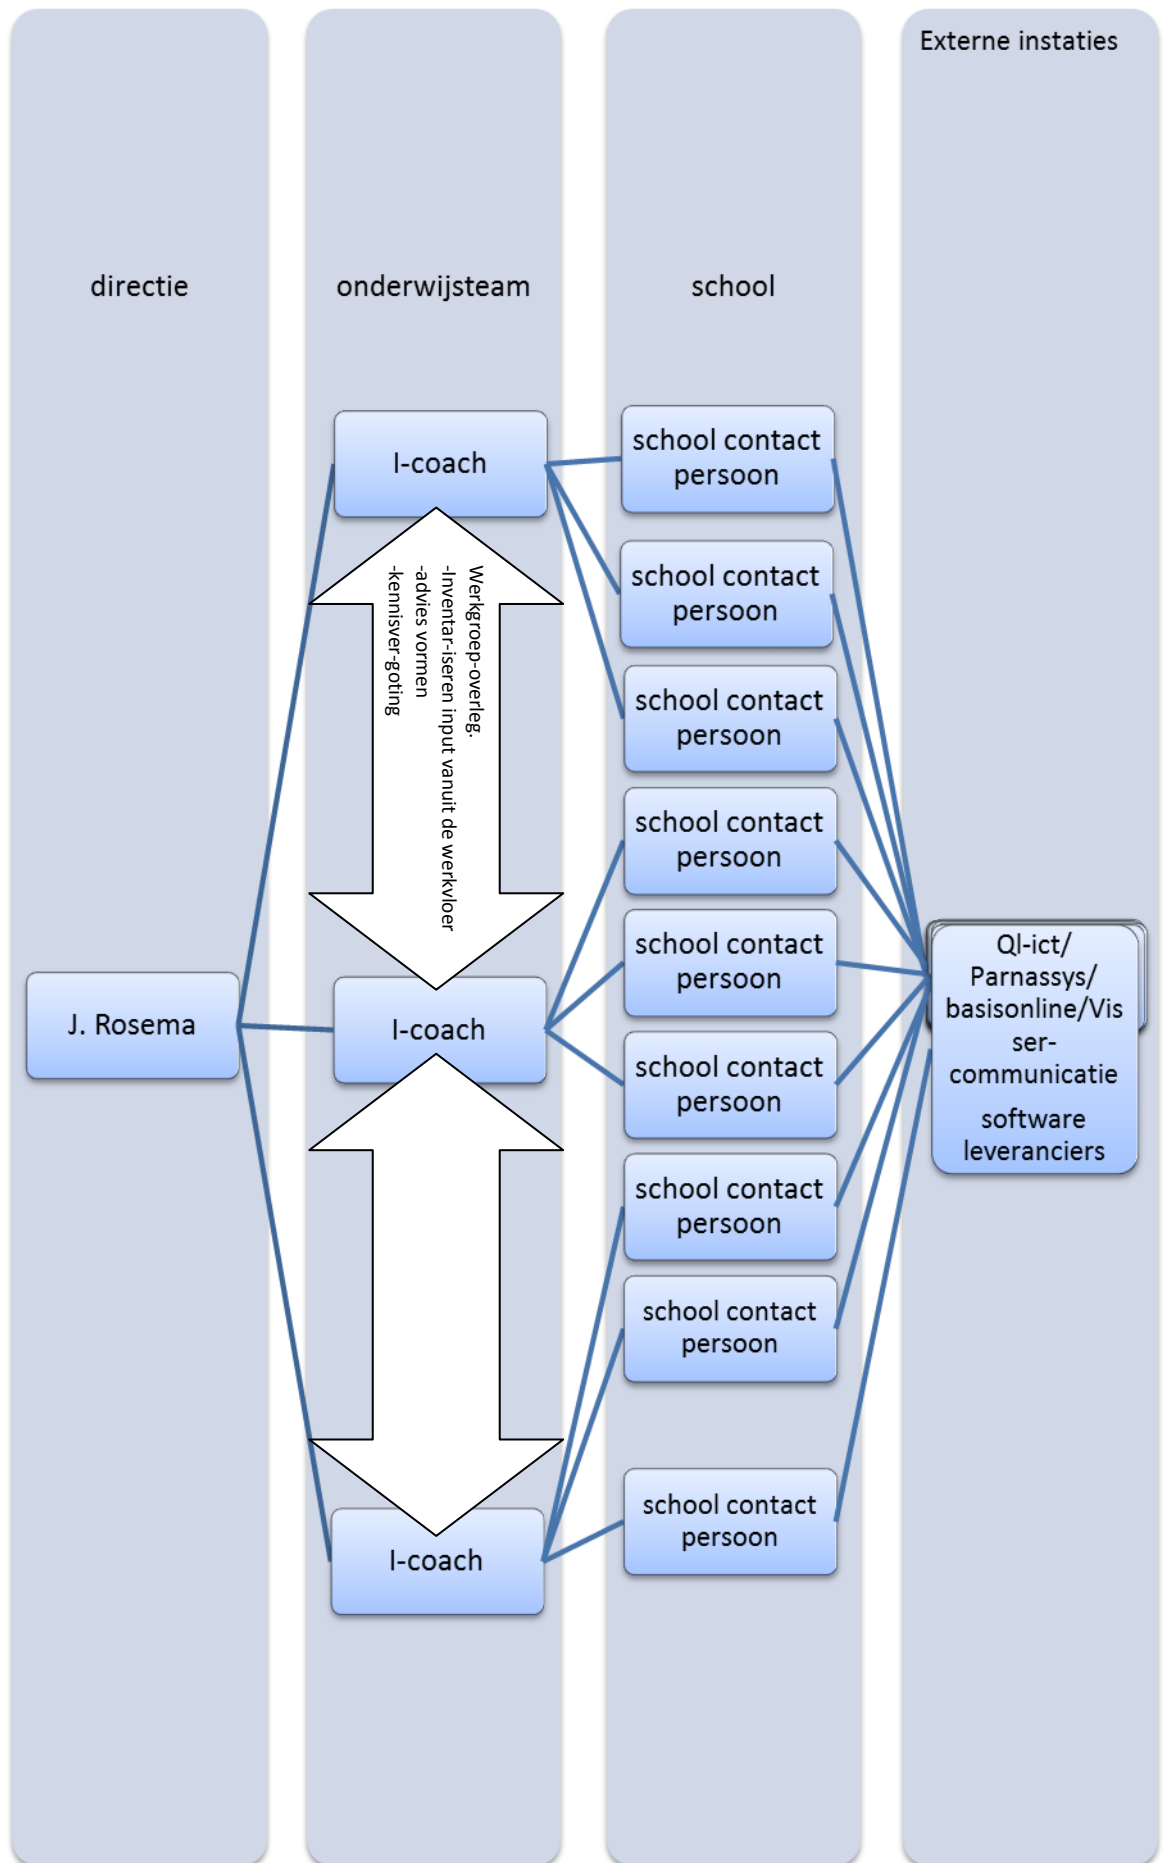 Externe instaties
directie
onderwijsteam
school
I-coach
Werkgroep-overleg.
-Inventar-iseren input vanuit de werkvloer
-advies vormen
-kennisver-goting
J. Rosema
I-coach
I-coach
school contact
persoon
school contact
persoon
school contact
persoon
school contact
persoon
school contact
persoon
school contact
persoon
school contact
persoon
school contact
persoon
school contact
persoon
Ql-ict/
Parnassys/
basisonline/Vis
ser-
communicatie
software
leveranciers